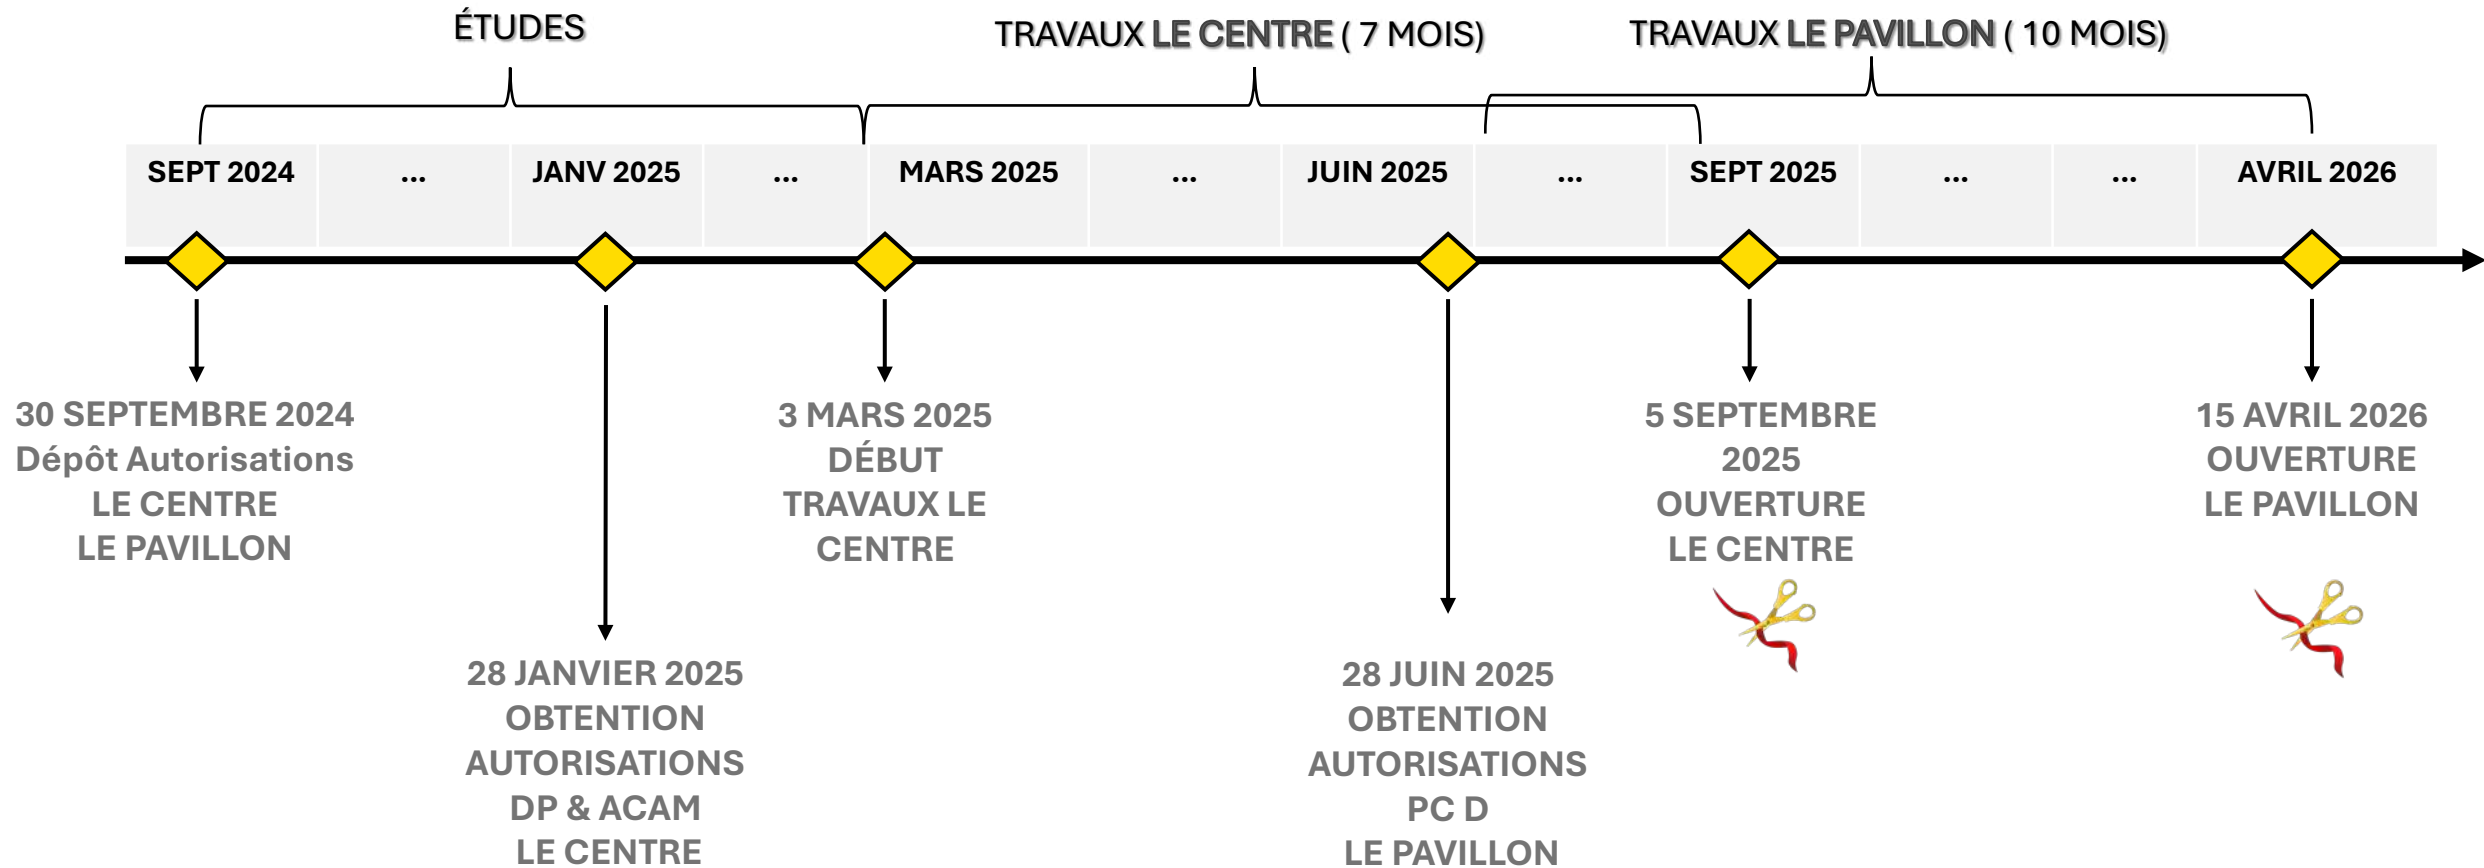 ÉTUDES
TRAVAUX LE CENTRE ( 7 MOIS)
TRAVAUX LE PAVILLON ( 10 MOIS)
SEPT 2024
...
JANV 2025
...
MARS 2025
...
JUIN 2025
...
SEPT 2025
...
...
AVRIL 2026
30 SEPTEMBRE 2024
Dépôt Autorisations
LE CENTRE
LE PAVILLON
28 JANVIER 2025
OBTENTION
AUTORISATIONS
DP & ACAM
LE CENTRE
3 MARS 2025
DÉBUT
TRAVAUX LE
CENTRE
28 JUIN 2025
OBTENTION
AUTORISATIONS
PC D
LE PAVILLON
5 SEPTEMBRE
2025
OUVERTURE
LE CENTRE
15 AVRIL 2026
OUVERTURE
LE PAVILLON